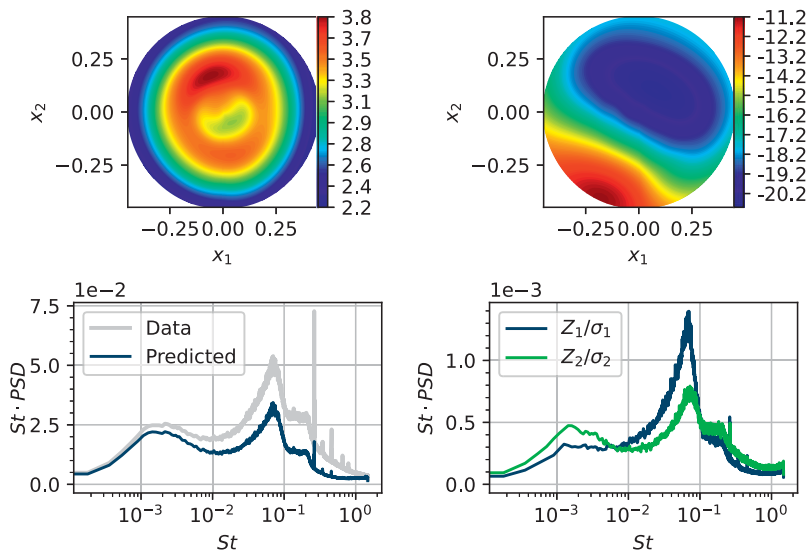 3.8
3.7
3.5
3.3
3.1
2.9
2.8
2.6
2.4
2.2
0.25
0.00
−0.25
x2
−0.25 0.00 0.25
x1
-11.2
-12.2
-13.2
-14.2
-15.2
-16.2
-17.2
-18.2
-19.2
-20.2
0.25
0.00
−0.25
x2
−0.25 0.00 0.25
x1
1e−2
7.5
5.0
2.5
0.0
St · PSD
Data
Predicted
10−3 10−2 10−1 100
St
1e−3
1.0
0.5
0.0
St · PSD
Z1/σ1
Z2/σ2
10−3 10−2 10−1 100
St